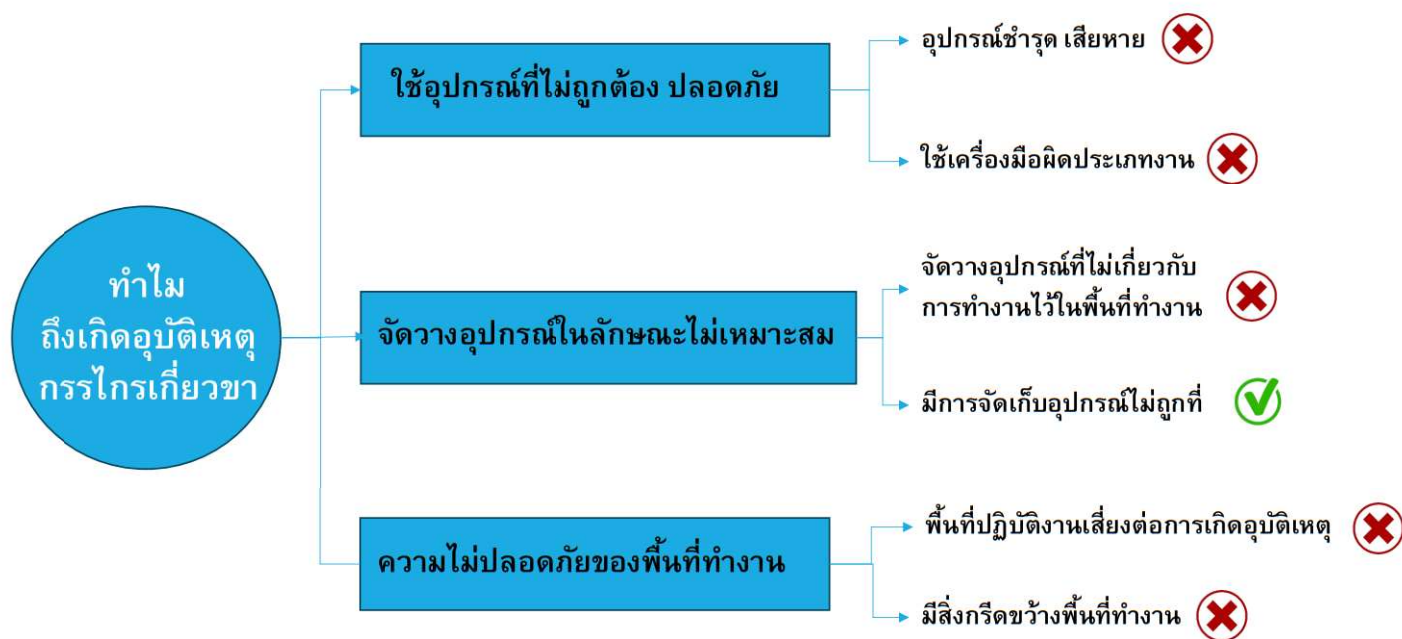 ทำไม
ถึงเกิดอุบัติเหตุ
กรรไกรเกี่ยวขา
ใช้อุปกรณ์ที่ไม่ถูกต้อง ปลอดภัย
อุปกรณ์ชำรุด เสียหาย
ใช้เครื่องมือผิดประเภทงาน
จัดวางอุปกรณ์ในลักษณะไม่เหมาะสม
จัดวางอุปกรณ์ที่ไม่เกี่ยวกับ
การทำงานไว้ในพื้นที่ทำงาน
มีการจัดเก็บอุปกรณ์ไม่ถูกที่
ความไม่ปลอดภัยของพื้นที่ทำงาน
พื้นที่ปฏิบัติงานเสี่ยงต่อการเกิดอุบัติเหตุ
มีสิ่งกรีดขว้างพื้นที่ทำงาน